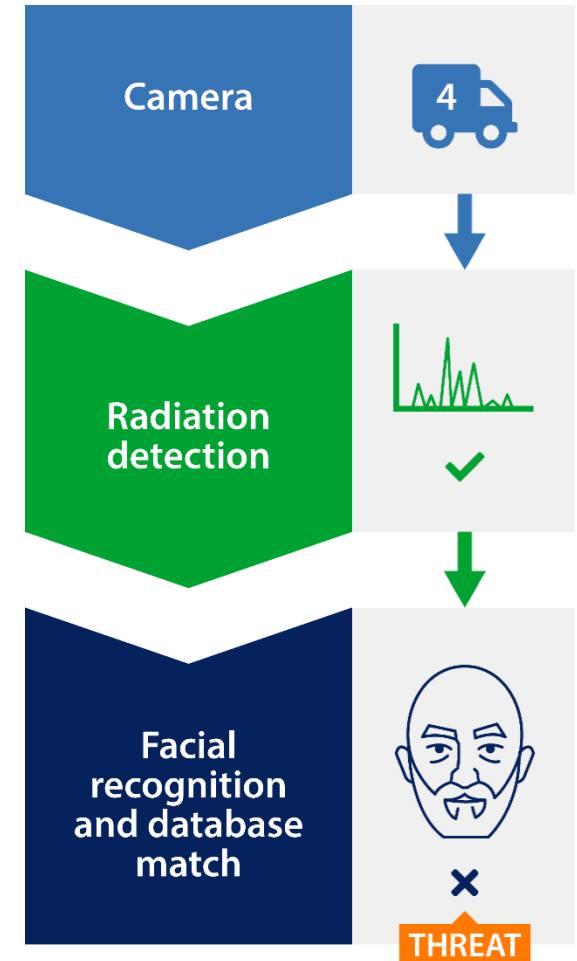 Camera
4
Radiation
detection
Facial
recognition
and database
match
THREAT